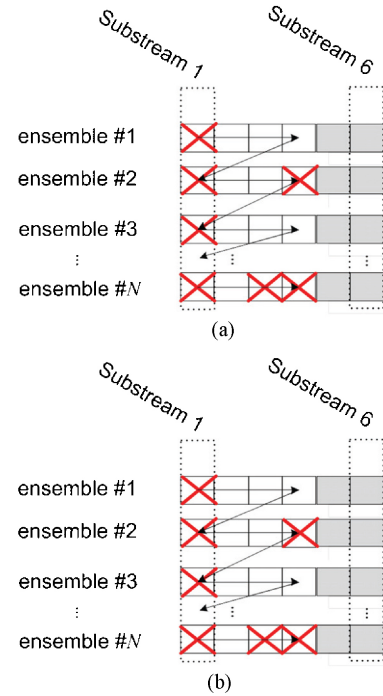 Substream 1 Substream 6
ensemble #1
ensemble #2
ensemble #3
⋮ ⋮ ⋮
ensemble #N
(a)
Substream 1 Substream 6
ensemble #1
ensemble #2
ensemble #3
⋮ ⋮ ⋮
ensemble #N
(b)